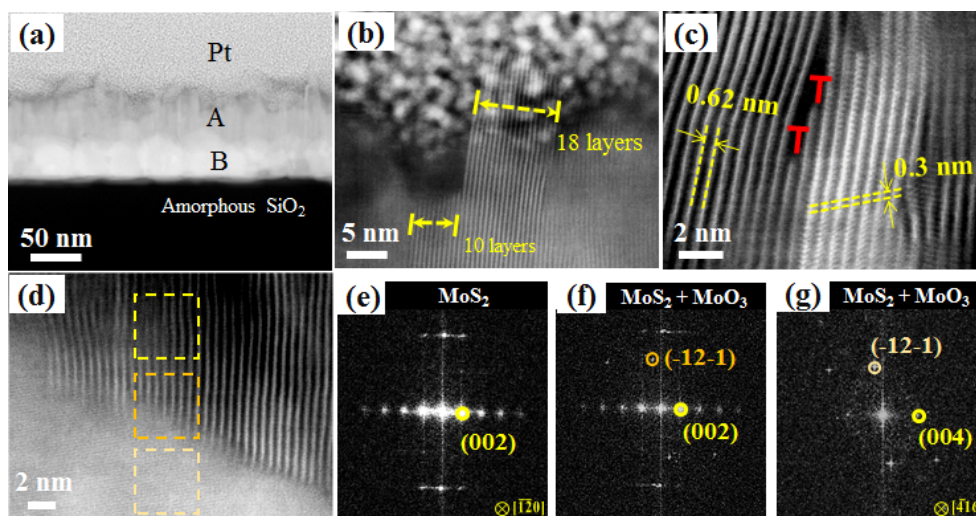 (a)
Pt
A
B
Amorphous SiO₂
50 nm
(b)
18 layers
10 layers
5 nm
(c)
0.62 nm
0.3 nm
2 nm
(d)
2 nm
(e)
MoS₂
(002)
(f)
MoS₂ + MoO₃
(-12-1)
(002)
(g)
MoS₂ + MoO₃
(-12-1)
(004)